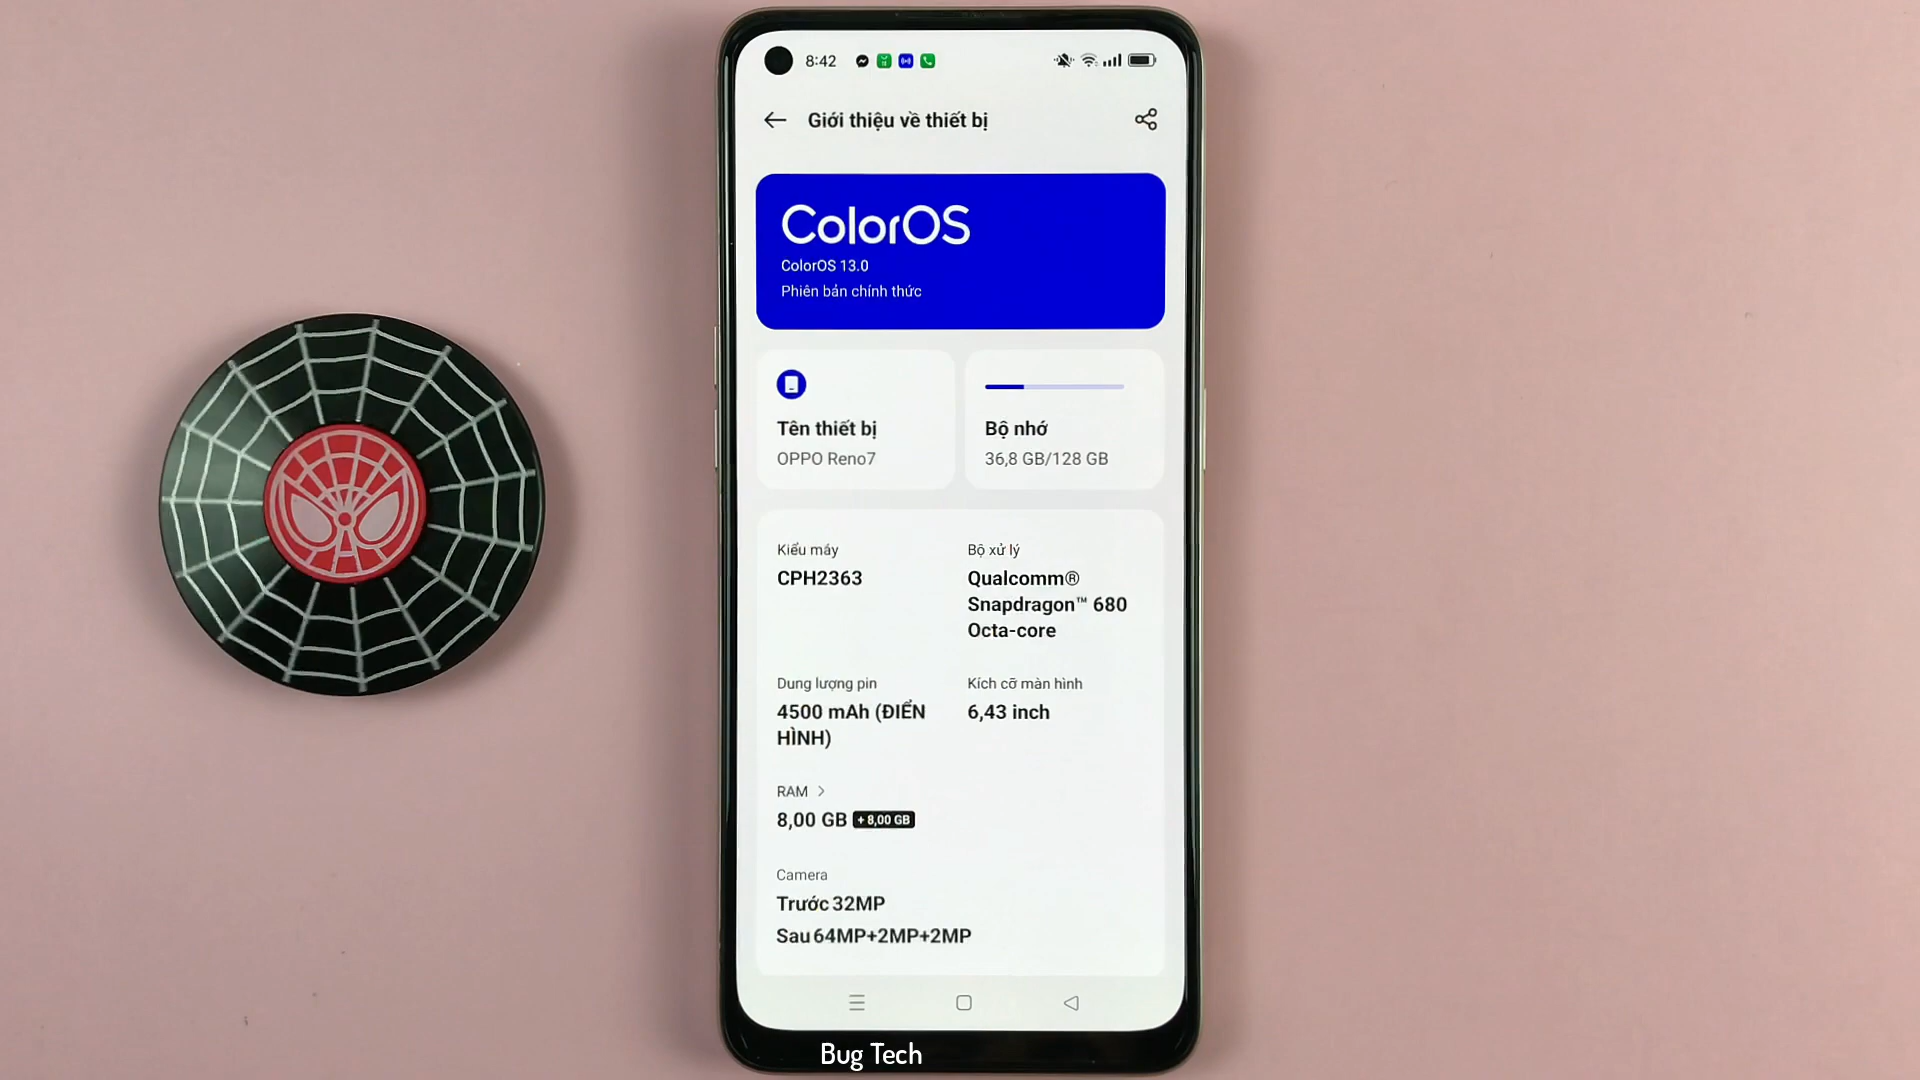 8:42
Giới thiệu về thiết bị
ColorOS
ColorOS 13.0
Phiên bản chính thức
Tên thiết bị
OPPO Reno7
Bộ nhớ
36,8 GB/128 GB
Kiểu máy
CPH2363
Bộ xử lý
Qualcomm®
Snapdragon™ 680
Octa-core
Dung lượng pin
4500 mAh (ĐIỂN
HÌNH)
Kích cỡ màn hình
6,43 inch
RAM
8,00 GB + 8,00 GB
Camera
Trước 32MP
Sau 64MP+2MP+2MP
Bug Tech